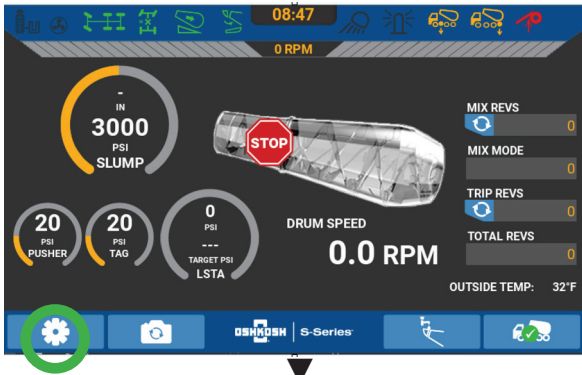 08:47
0 RPM
-
IN
3000
PSI
SLUMP
STOP
MIX REVS
0
MIX MODE
0
TRIP REVS
0
TOTAL REVS
0
20
PSI
PUSHER
20
PSI
TAG
0
PSI
---
TARGET PSI
LSTA
DRUM SPEED
0.0 RPM
OUTSIDE TEMP: 32°F
OSHKOSH S-Series